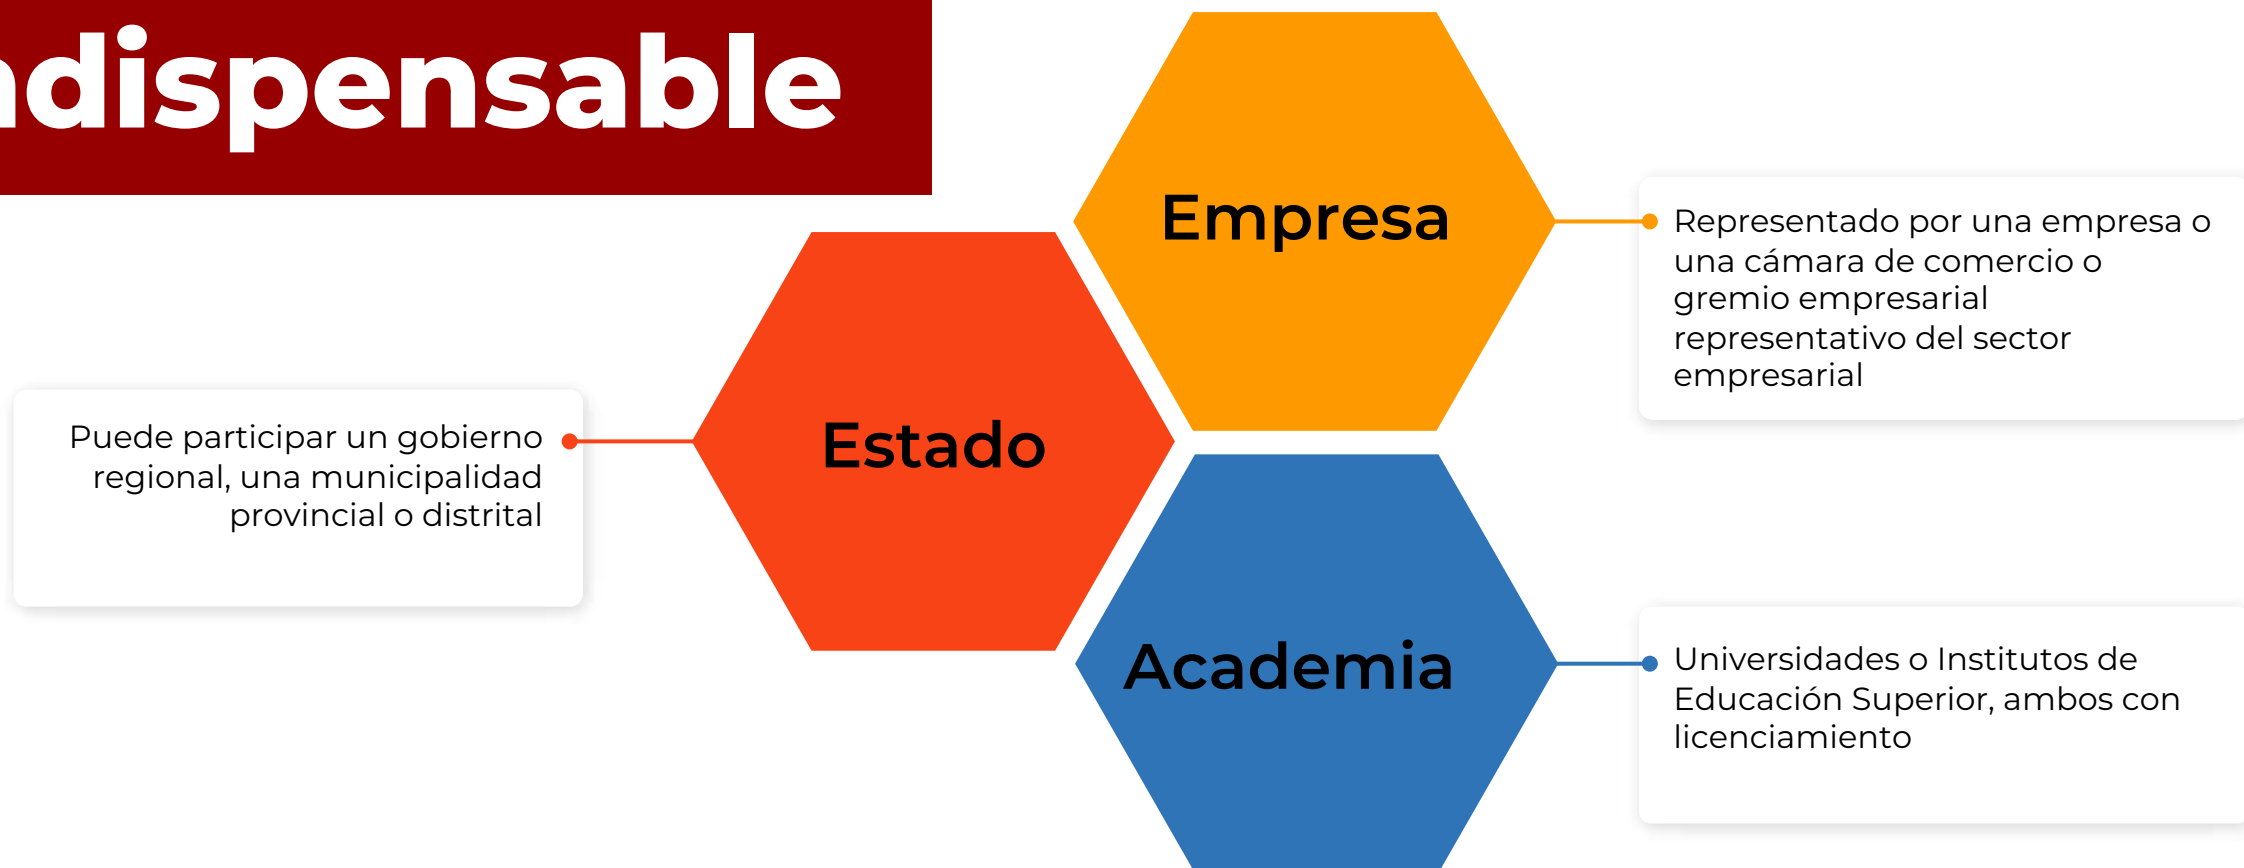 ndispensable
Empresa
Representado por una empresa o
una cámara de comercio o
gremio empresarial
representativo del sector
empresarial
Estado
Puede participar un gobierno
regional, una municipalidad
provincial o distrital
Academia
Universidades o Institutos de
Educación Superior, ambos con
licenciamiento